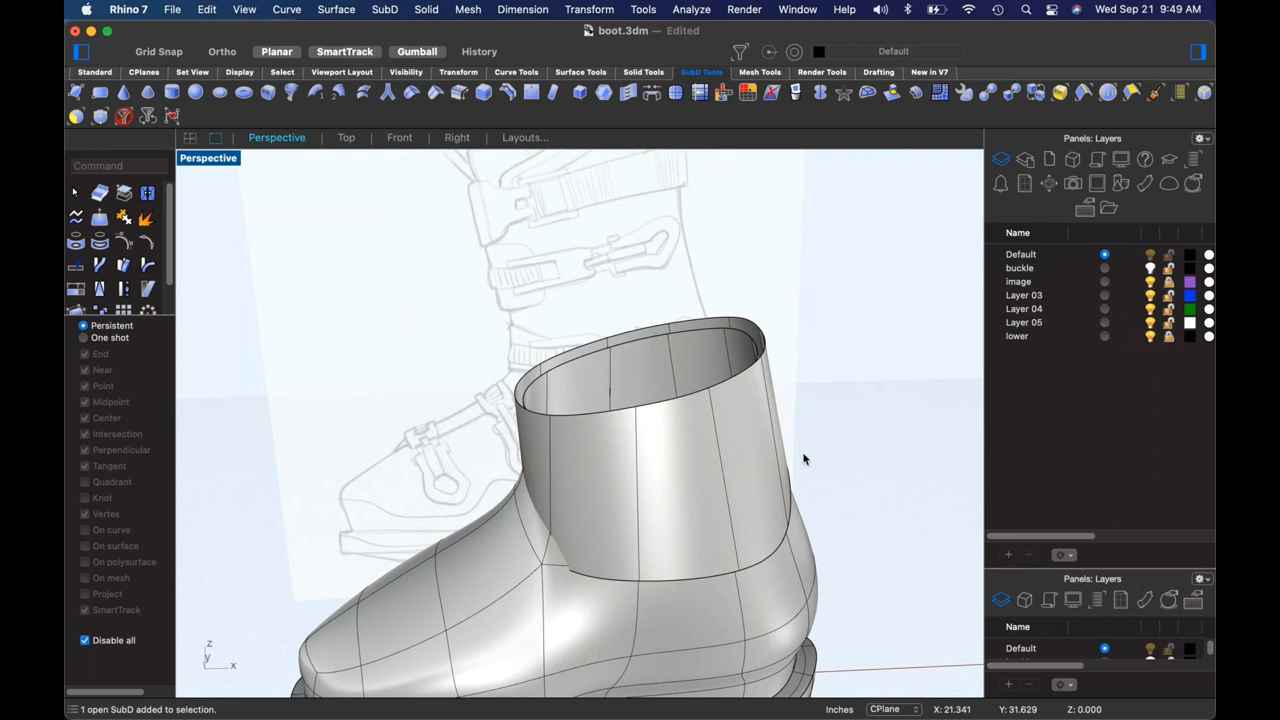 Rhino 7 File Edit View Curve Surface SubD Solid Mesh Dimension Transform Tools Analyze Render Window Help Wed Sep 21 9:49 AM
boot.3dm — Edited
Grid Snap Ortho Planar SmartTrack Gumball History Default
Standard CPlanes Set View Display Select Viewport Layout Visibility Transform Curve Tools Surface Tools Solid Tools SubD Tools Mesh Tools Render Tools Drafting New in V7
Perspective Top Front Right Layouts...
Panels: Layers
Perspective
Command
Name
Default
buckle
image
Layer 03
Layer 04
Layer 05
lower
Persistent
One shot
End
Near
Point
Midpoint
Center
Intersection
Perpendicular
Tangent
Quadrant
Knot
Vertex
On curve
On surface
On polysurface
On mesh
Project
SmartTrack
Disable all
Panels: Layers
Name
Default
z
y
x
1 open SubD added to selection.
Inches CPlane X: 21.341 Y: 31.629 Z: 0.000